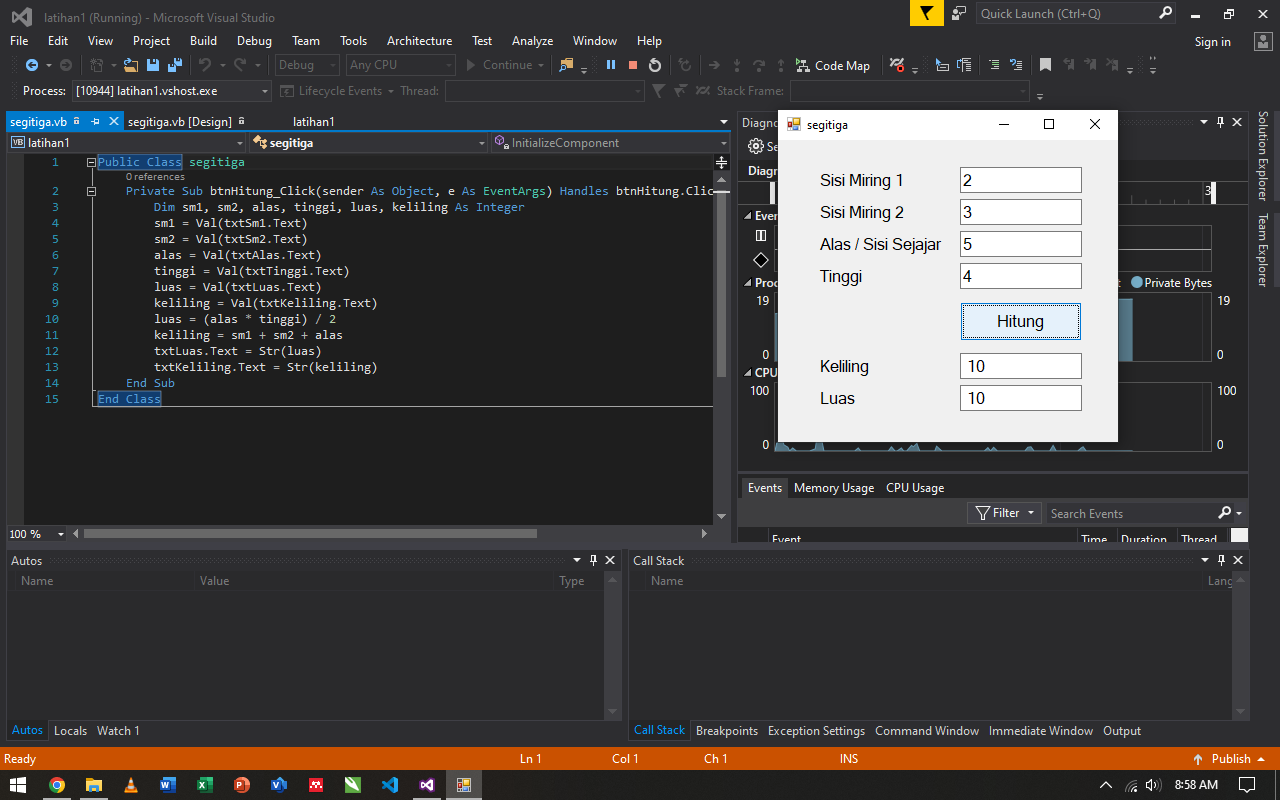 latihan1 (Running) - Microsoft Visual Studio
Quick Launch (Ctrl+Q)
File Edit View Project Build Debug Team Tools Architecture Test Analyze Window Help
Sign in
Debug Any CPU Continue Code Map
Process: [10944] latihan1.vshost.exe Lifecycle Events Thread: Stack Frame:
segitiga.vb segitiga.vb [Design] latihan1
VB latihan1 segitiga InitializeComponent
1 Public Class segitiga
0 references
2 Private Sub btnHitung_Click(sender As Object, e As EventArgs) Handles btnHitung.Clic
3 Dim sm1, sm2, alas, tinggi, luas, keliling As Integer
4 sm1 = Val(txtSm1.Text)
5 sm2 = Val(txtSm2.Text)
6 alas = Val(txtAlas.Text)
7 tinggi = Val(txtTinggi.Text)
8 luas = Val(txtLuas.Text)
9 keliling = Val(txtKeliling.Text)
10 luas = (alas * tinggi) / 2
11 keliling = sm1 + sm2 + alas
12 txtLuas.Text = Str(luas)
13 txtKeliling.Text = Str(keliling)
14 End Sub
15 End Class
100 %
segitiga
Sisi Miring 1 2
Sisi Miring 2 3
Alas / Sisi Sejajar 5
Tinggi 4
Hitung
Keliling 10
Luas 10
Private Bytes
19 19
0 0
CPU
100 100
0 0
Solution Explorer
Team Explorer
Events Memory Usage CPU Usage
Filter Search Events
Event Time Duration Thread
Autos
Name Value Type
Autos Locals Watch 1
Call Stack
Name Lang
Call Stack Breakpoints Exception Settings Command Window Immediate Window Output
Ready Ln 1 Col 1 Ch 1 INS Publish
8:58 AM